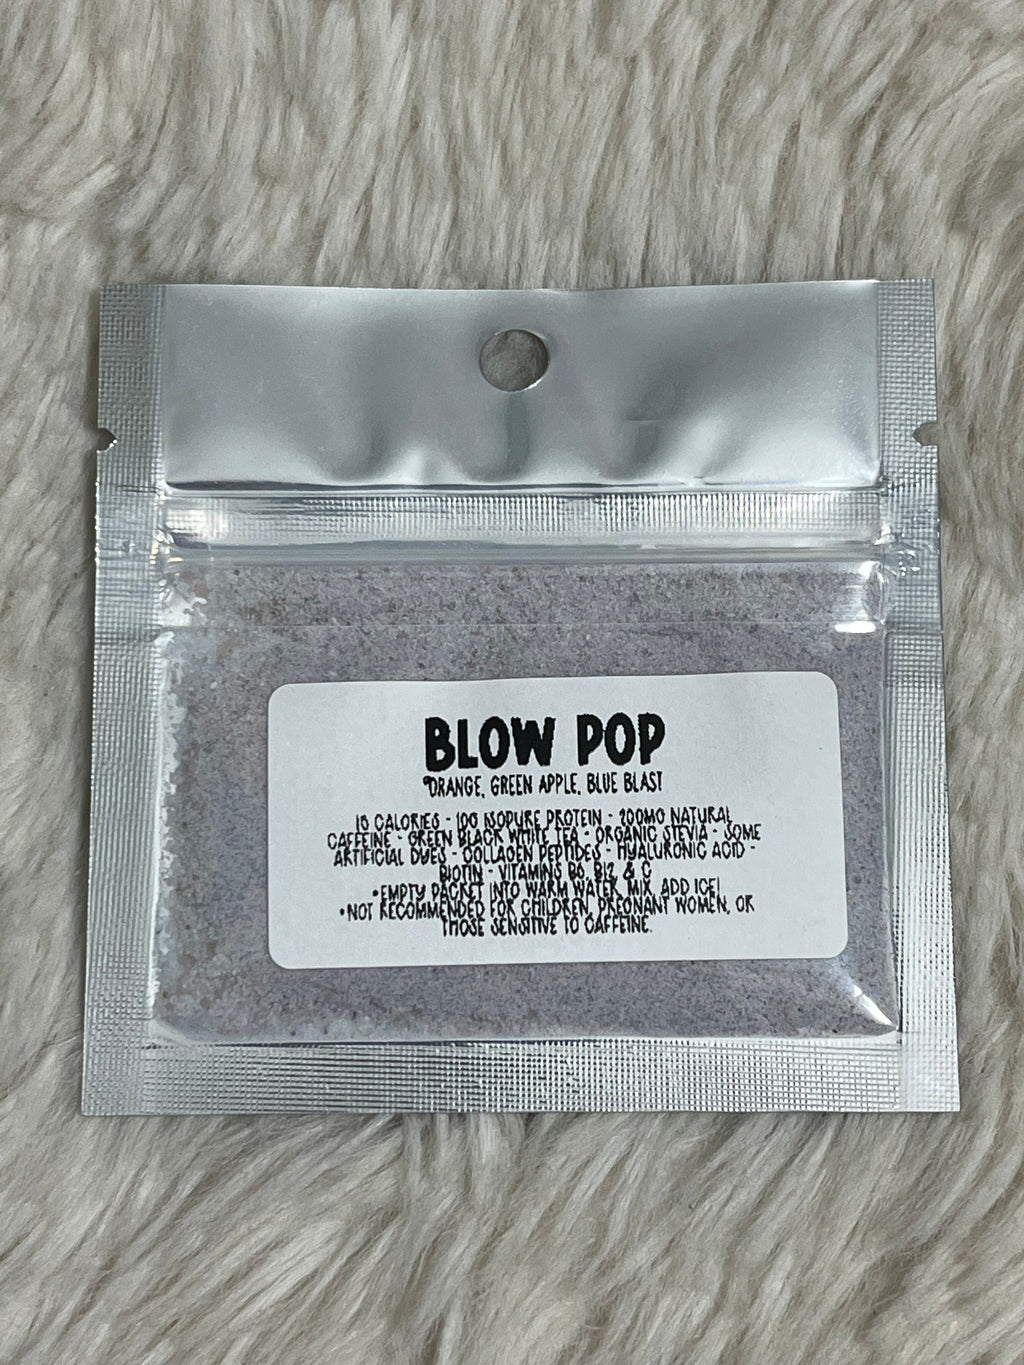 BLOW POP
*ORANGE, GREEN APPLE, BLUE BLAST
10 CALORIES - 10G ISOPURE PROTEIN - 200MG NATURAL
CAFFEINE - GREEN BLACK WHITE TEA - ORGANIC STEVIA - SOME
ARTIFICIAL DYES - COLLAGEN PEPTIDES - HYALURONIC ACID -
BIOTIN - VITAMINS B6, B12, & C
•EMPTY PACKET INTO WARM WATER, MIX, ADD ICE!
•NOT RECOMMENDED FOR CHILDREN, PREGNANT WOMEN, OR
THOSE SENSITIVE TO CAFFEINE.